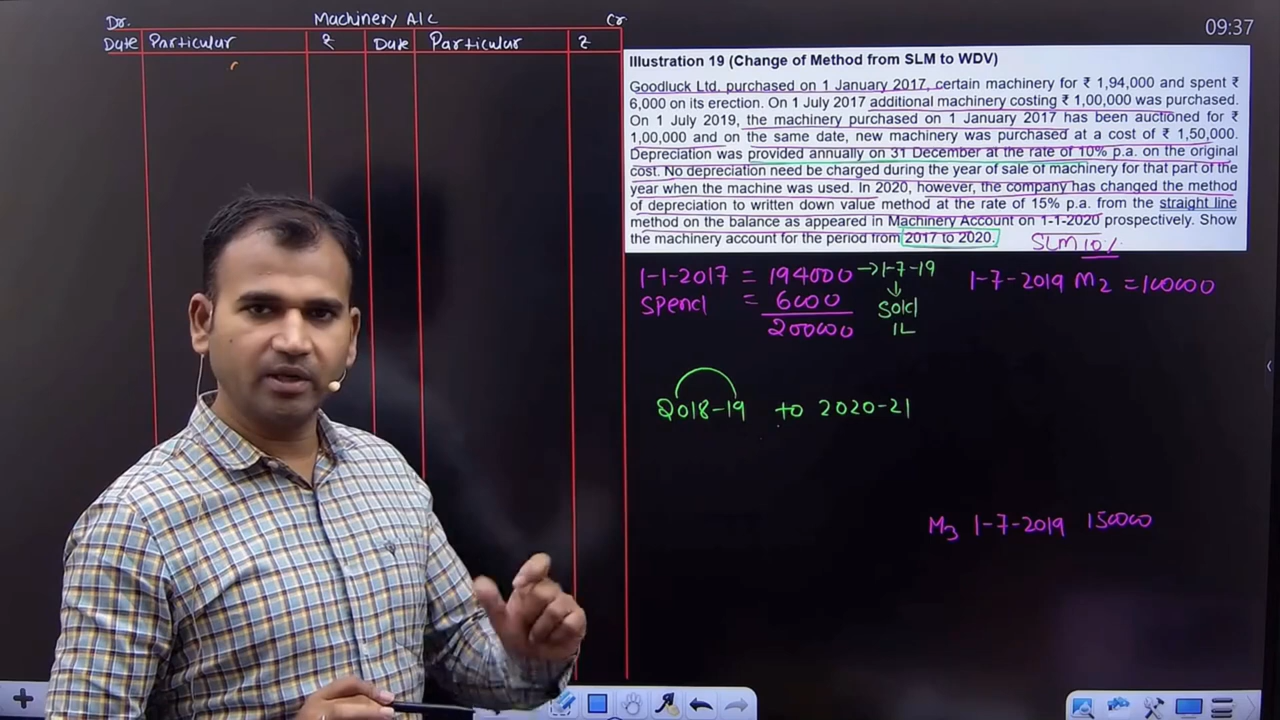 09:37
Dr. Machinery A/c Cr.
Date Particular ₹ Date Particular ₹
Illustration 19 (Change of Method from SLM to WDV)
Goodluck Ltd. purchased on 1 January 2017, certain machinery for ₹ 1,94,000 and spent ₹
6,000 on its erection. On 1 July 2017 additional machinery costing ₹ 1,00,000 was purchased.
On 1 July 2019, the machinery purchased on 1 January 2017 has been auctioned for ₹
1,00,000 and on the same date, new machinery was purchased at a cost of ₹ 1,50,000.
Depreciation was provided annually on 31 December at the rate of 10% p.a. on the original
cost. No depreciation need be charged during the year of sale of machinery for that part of the
year when the machine was used. In 2020, however, the company has changed the method
of depreciation to written down value method at the rate of 15% p.a. from the straight line
method on the balance as appeared in Machinery Account on 1-1-2020 prospectively. Show
the machinery account for the period from 2017 to 2020.
SLM 10%
1-1-2017 = 194000 → 1-7-19
Spend = 6000
200000
↓
Sold
1L
1-7-2019 M2 = 100000
2018-19 to 2020-21
M3 1-7-2019 150000